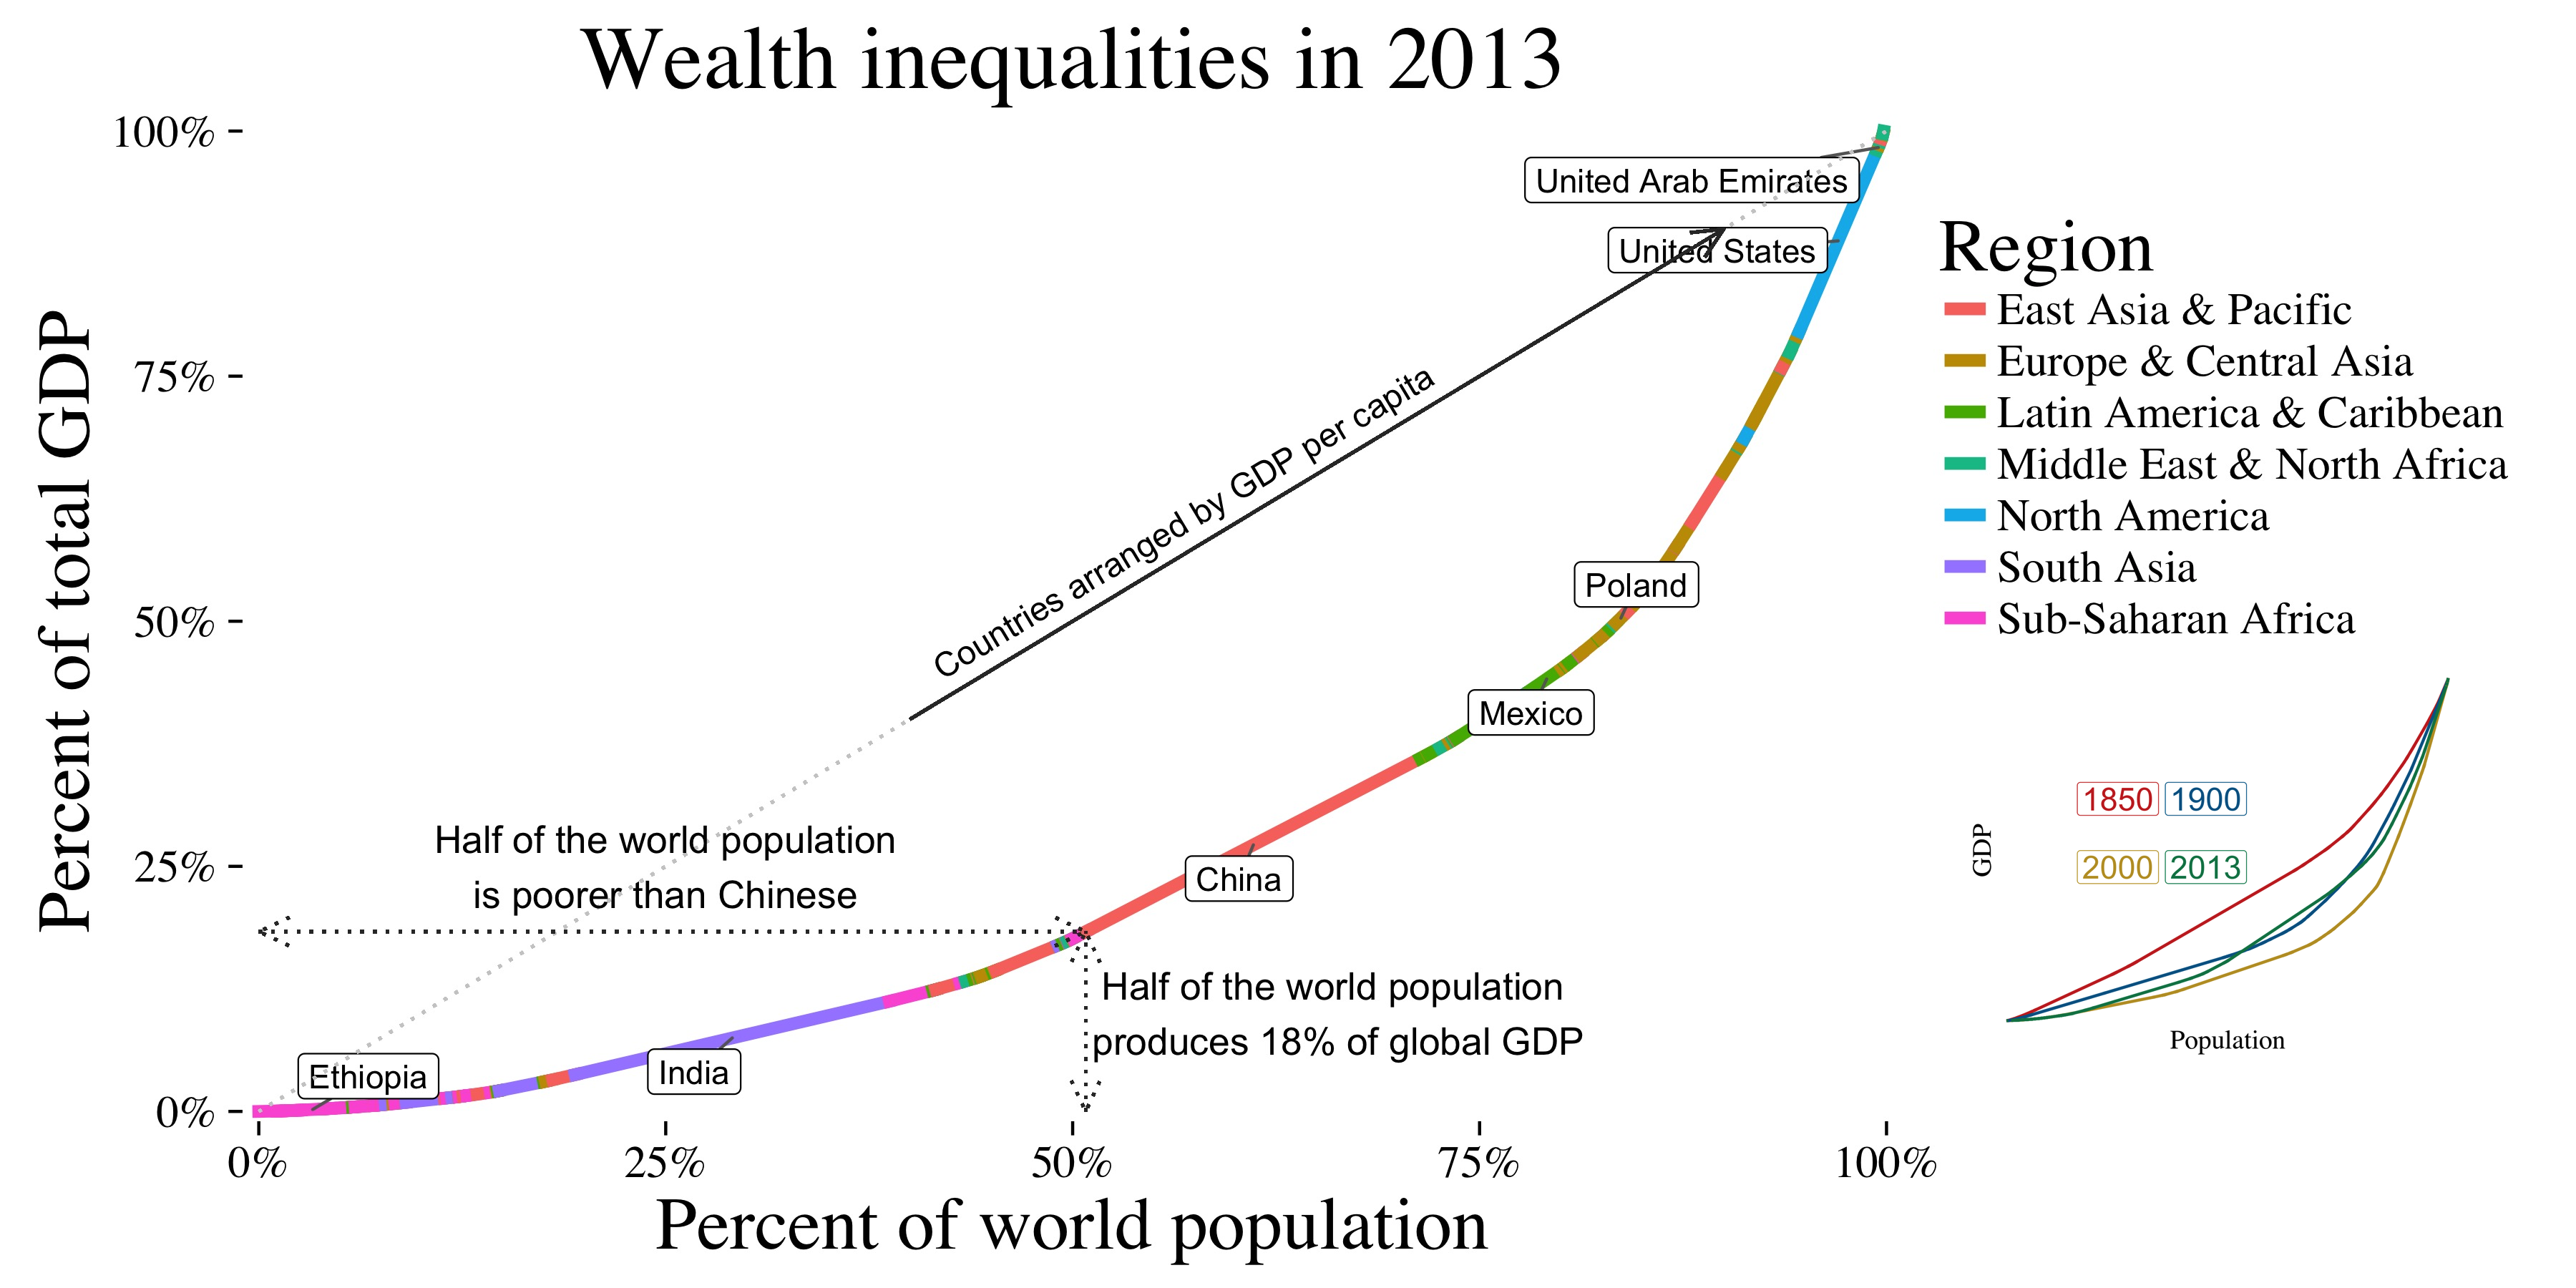 Wealth inequalities in 2013
Percent of total GDP
100%
75%
50%
25%
0%
United Arab Emirates
United States
Countries arranged by GDP per capita
Poland
Mexico
China
India
Ethiopia
Half of the world population
is poorer than Chinese
Half of the world population
produces 18% of global GDP
0%
25%
50%
75%
100%
Percent of world population
Region
East Asia & Pacific
Europe & Central Asia
Latin America & Caribbean
Middle East & North Africa
North America
South Asia
Sub-Saharan Africa
GDP
1850 1900
2000 2013
Population